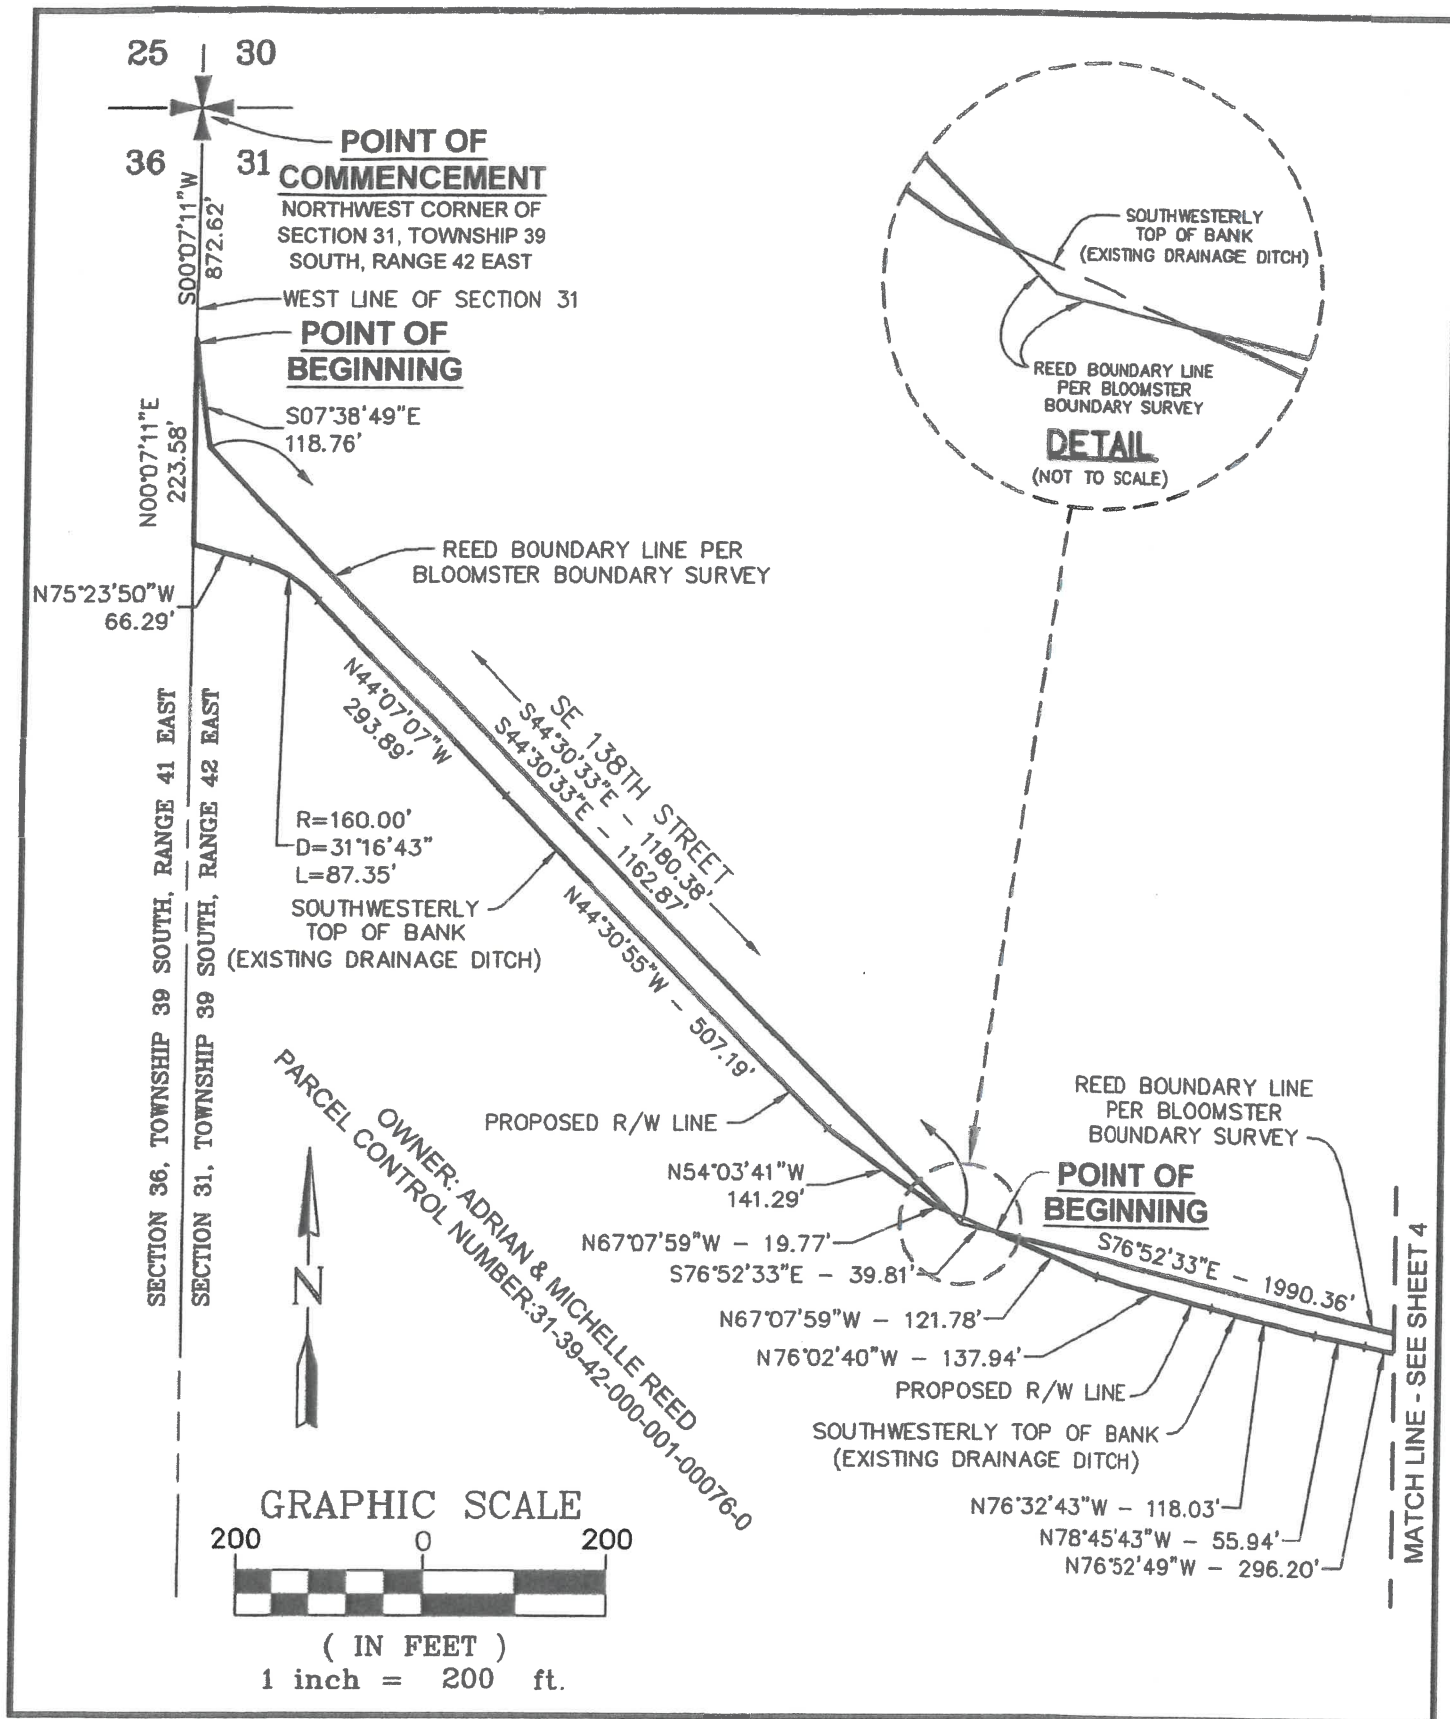 25 30
36 31
POINT OF
COMMENCEMENT
NORTHWEST CORNER OF
SECTION 31, TOWNSHIP 39
SOUTH, RANGE 42 EAST
S00°07'11"W
872.62'
WEST LINE OF SECTION 31
POINT OF
BEGINNING
S07°38'49"E
118.76'
N00°07'11"E
223.58'
SOUTHWESTERLY
TOP OF BANK
(EXISTING DRAINAGE DITCH)
REED BOUNDARY LINE
PER BLOOMSTER
BOUNDARY SURVEY
DETAIL
(NOT TO SCALE)
REED BOUNDARY LINE PER
BLOOMSTER BOUNDARY SURVEY
N75°23'50"W
66.29'
N44°07'07"W
293.89'
SE 138TH STREET
S44°30'33"E - 1180.38'
S44°30'33"E - 1162.87'
R=160.00'
D=31°16'43"
L=87.35'
SOUTHWESTERLY
TOP OF BANK
(EXISTING DRAINAGE DITCH)
N44°30'55"W - 507.19'
SECTION 36, TOWNSHIP 39 SOUTH, RANGE 41 EAST
SECTION 31, TOWNSHIP 39 SOUTH, RANGE 42 EAST
PROPOSED R/W LINE
OWNER: ADRIAN & MICHELLE REED
PARCEL CONTROL NUMBER:31-39-42-000-001-00076-0
N54°03'41"W
141.29'
REED BOUNDARY LINE
PER BLOOMSTER
BOUNDARY SURVEY
POINT OF
BEGINNING
N67°07'59"W - 19.77'
S76°52'33"E - 39.81'
S76°52'33"E - 1990.36'
N67°07'59"W - 121.78'
N76°02'40"W - 137.94'
PROPOSED R/W LINE
SOUTHWESTERLY TOP OF BANK
(EXISTING DRAINAGE DITCH)
N76°32'43"W - 118.03'
N78°45'43"W - 55.94'
N76°52'49"W - 296.20'
MATCH LINE - SEE SHEET 4
N
GRAPHIC SCALE
200 0 200
( IN FEET )
1 inch = 200 ft.